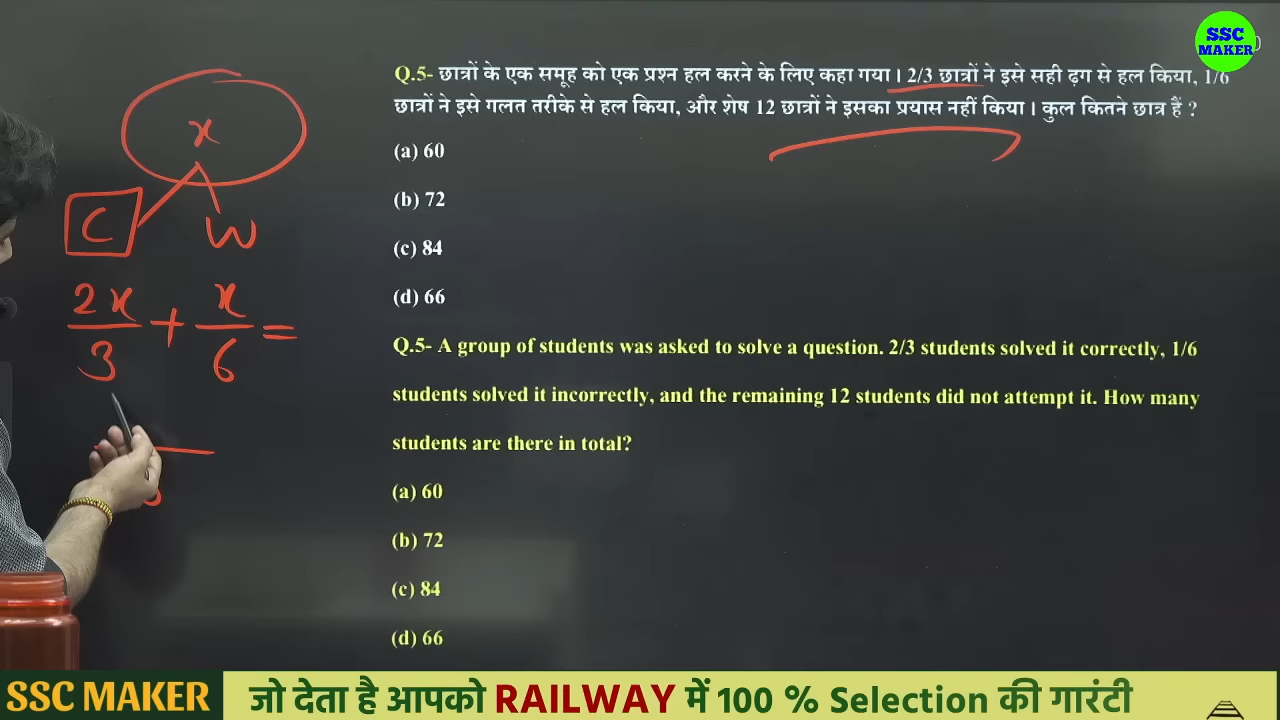 SSC
MAKER
Q.5- छात्रों के एक समूह को एक प्रश्न हल करने के लिए कहा गया । 2/3 छात्रों ने इसे सही ढ़ग से हल किया, 1/6
छात्रों ने इसे गलत तरीके से हल किया, और शेष 12 छात्रों ने इसका प्रयास नहीं किया । कुल कितने छात्र हैं ?
(a) 60
(b) 72
(c) 84
(d) 66
x
C W
2x/3 + x/6 =
Q.5- A group of students was asked to solve a question. 2/3 students solved it correctly, 1/6
students solved it incorrectly, and the remaining 12 students did not attempt it. How many
students are there in total?
(a) 60
(b) 72
(c) 84
(d) 66
SSC MAKER जो देता है आपको RAILWAY में 100 % Selection की गारंटी